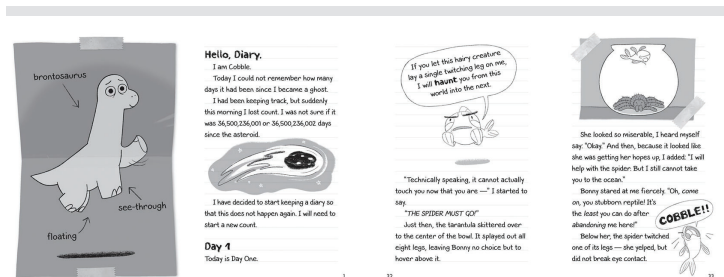 brontosaurus
see-through
floating
Hello, Diary.
I am Cobble.
Today I could not remember how many
days it had been since I became a ghost.
I had been keeping track, but suddenly
this morning I lost count. I was not sure if it
was 36,500,236,001 or 36,500,236,002 days
since the asteroid.
I have decided to start keeping a diary so
that this does not happen again. I will need to
start a new count.
Day 1
Today is Day One.
1
If you let this hairy creature
lay a single twitching leg on me,
I will haunt you from this
world into the next.
"Technically speaking, it cannot actually
touch you now that you are —" I started to
say.
"THE SPIDER MUST GO!"
Just then, the tarantula skittered over
to the center of the bowl. It splayed out all
eight legs, leaving Bonny no choice but to
hover above it.
32
She looked so miserable, I heard myself
say: "Okay." And then, because it looked like
she was getting her hopes up, I added: "I will
help with the spider. But I still cannot take
you to the ocean."
Bonny stared at me fiercely. "Oh, come
on, you stubborn reptile! It's
the least you can do after
abandoning me here!"
COBBLE!!
Below her, the spider twitched
one of its legs — she yelped, but
did not break eye contact.
33